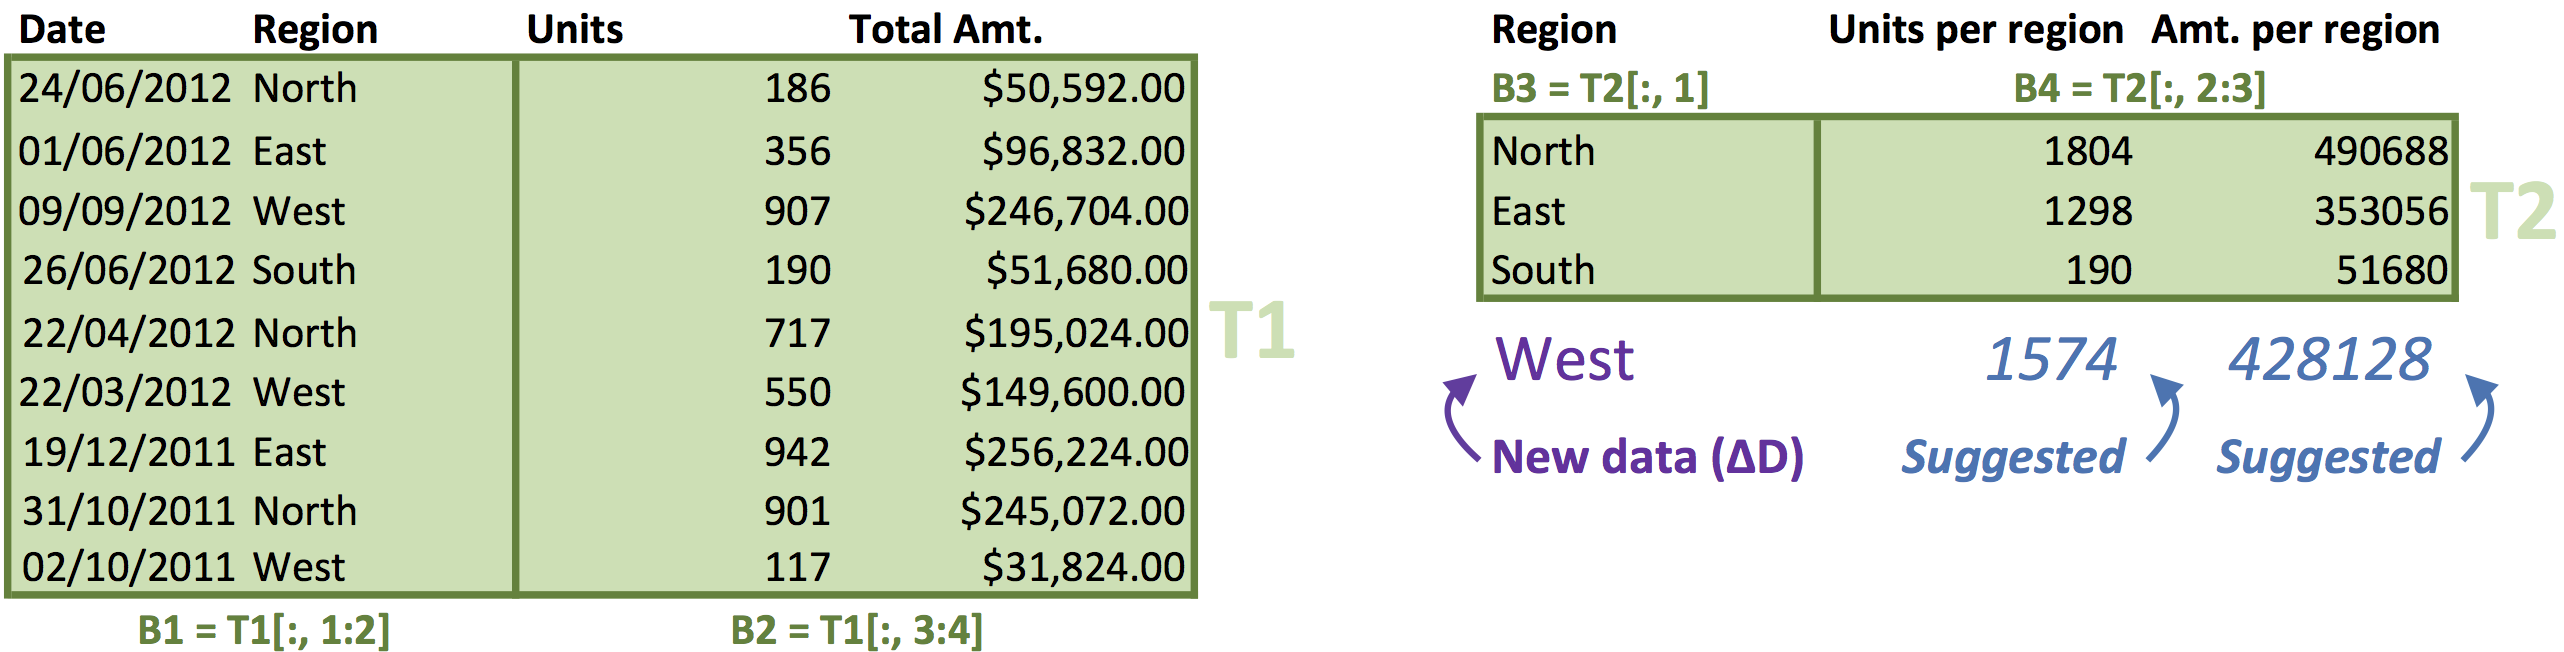 Date Region Units Total Amt.
24/06/2012 North 186 $50,592.00
01/06/2012 East 356 $96,832.00
09/09/2012 West 907 $246,704.00
26/06/2012 South 190 $51,680.00
22/04/2012 North 717 $195,024.00
22/03/2012 West 550 $149,600.00
19/12/2011 East 942 $256,224.00
31/10/2011 North 901 $245,072.00
02/10/2011 West 117 $31,824.00
B1 = T1[:, 1:2] B2 = T1[:, 3:4]
T1
Region Units per region Amt. per region
B3 = T2[:, 1] B4 = T2[:, 2:3]
North 1804 490688
East 1298 353056
South 190 51680
T2
West 1574 428128
New data (ΔD) Suggested Suggested